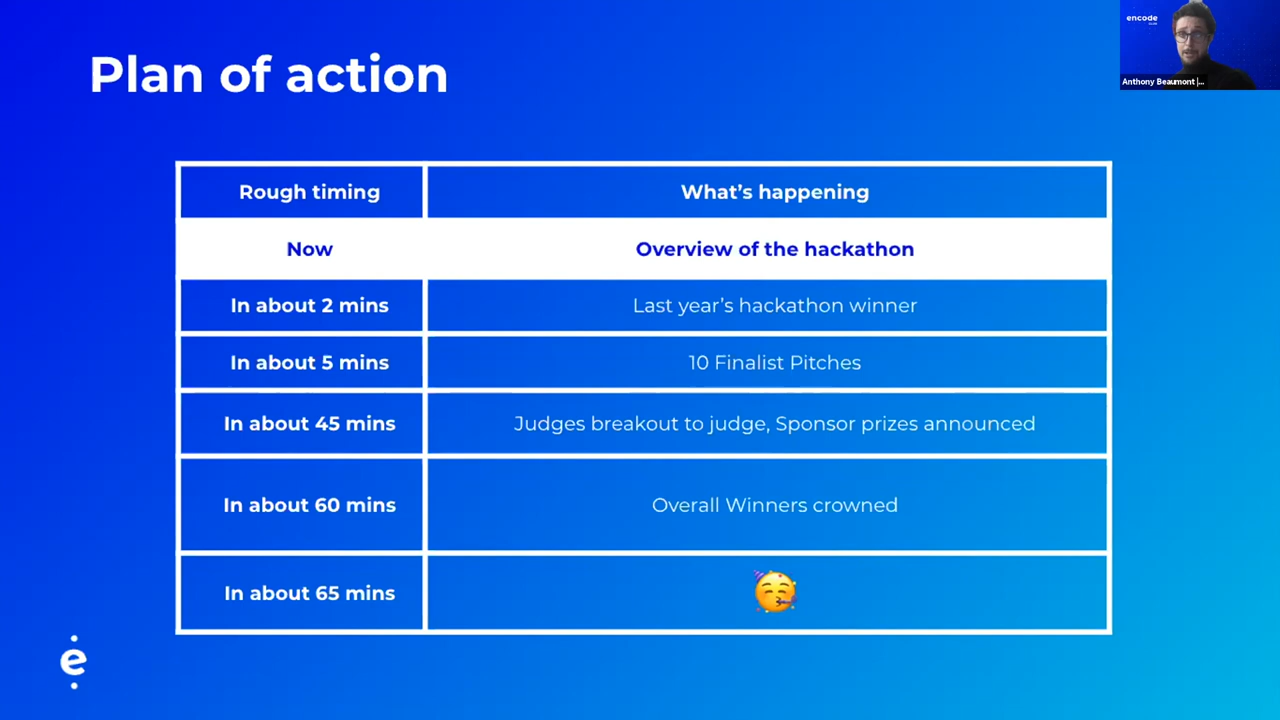 Plan of action
encode
Anthony Beaumont |...
Rough timing
What’s happening
Now
Overview of the hackathon
In about 2 mins
Last year’s hackathon winner
In about 5 mins
10 Finalist Pitches
In about 45 mins
Judges breakout to judge, Sponsor prizes announced
In about 60 mins
Overall Winners crowned
In about 65 mins
e